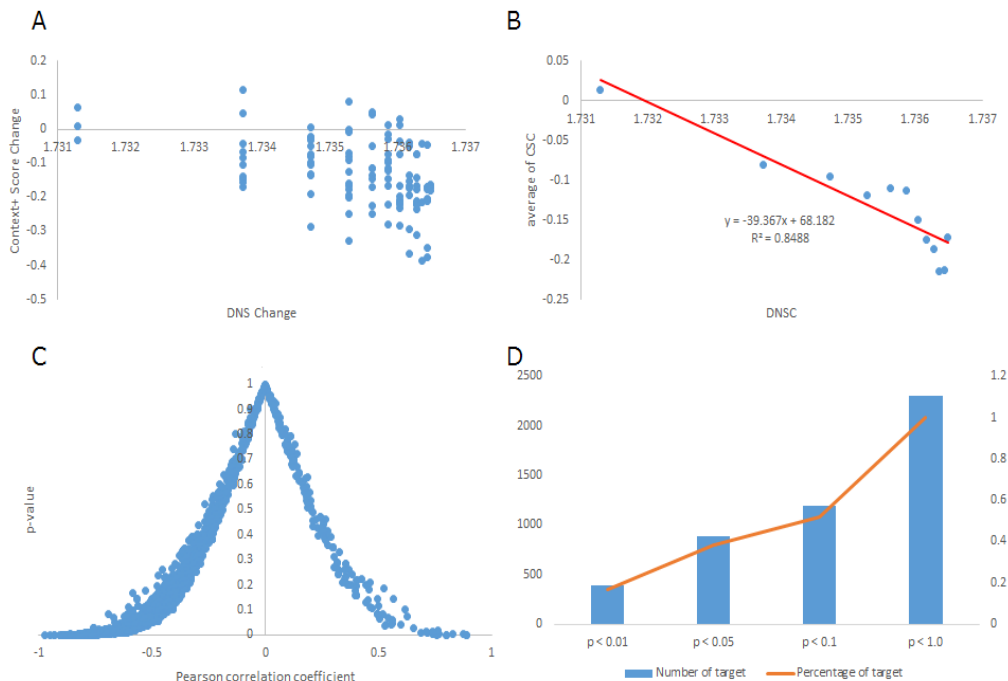 A
Context+ Score Change
0.2
0.1
0
-0.1
-0.2
-0.3
-0.4
-0.5
1.731 1.732 1.733 1.734 1.735 1.736 1.737
DNS Change
B
average of CSC
0.05
0
-0.05
-0.1
-0.15
-0.2
-0.25
1.731 1.732 1.733 1.734 1.735 1.736 1.737
y = -39.367x + 68.182
R² = 0.8488
DNSC
C
p-value
1
0.9
0.8
0.7
0.6
0.5
0.4
0.3
0.2
0.1
0
-1 -0.5 0 0.5 1
Pearson correlation coefficient
D
2500
2000
1500
1000
500
0
1.2
1
0.8
0.6
0.4
0.2
0
p < 0.01 p < 0.05 p < 0.1 p < 1.0
Number of target Percentage of target